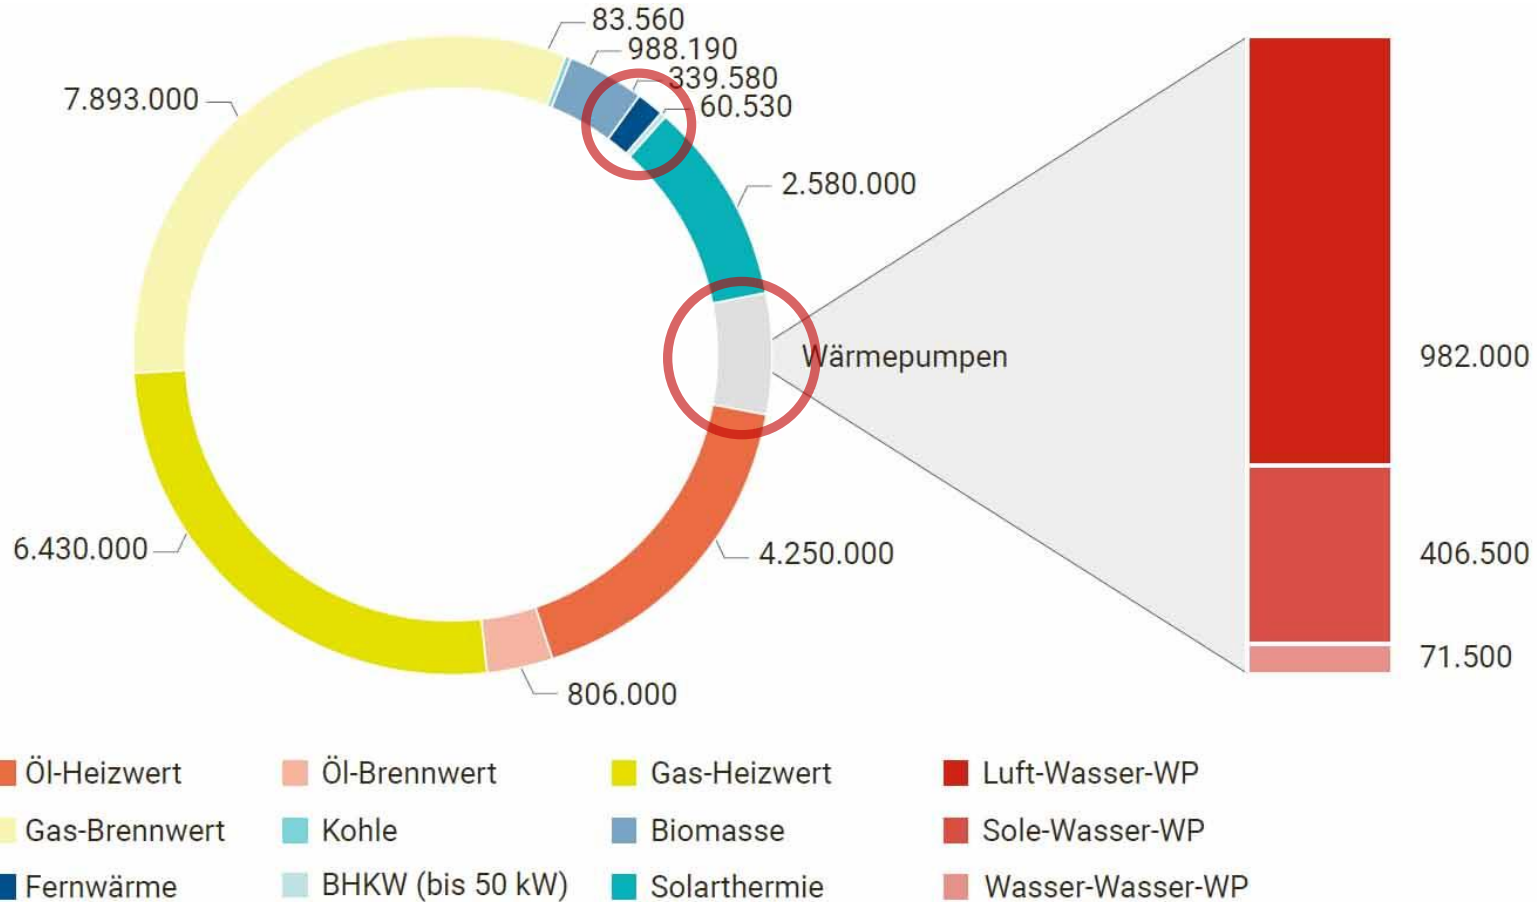 83.560
988.190
339.580
60.530
7.893.000
2.580.000
Wärmepumpen
982.000
6.430.000
4.250.000
406.500
71.500
806.000
Öl-Heizwert
Öl-Brennwert
Gas-Heizwert
Luft-Wasser-WP
Gas-Brennwert
Kohle
Biomasse
Sole-Wasser-WP
Fernwärme
BHKW (bis 50 kW)
Solarthermie
Wasser-Wasser-WP